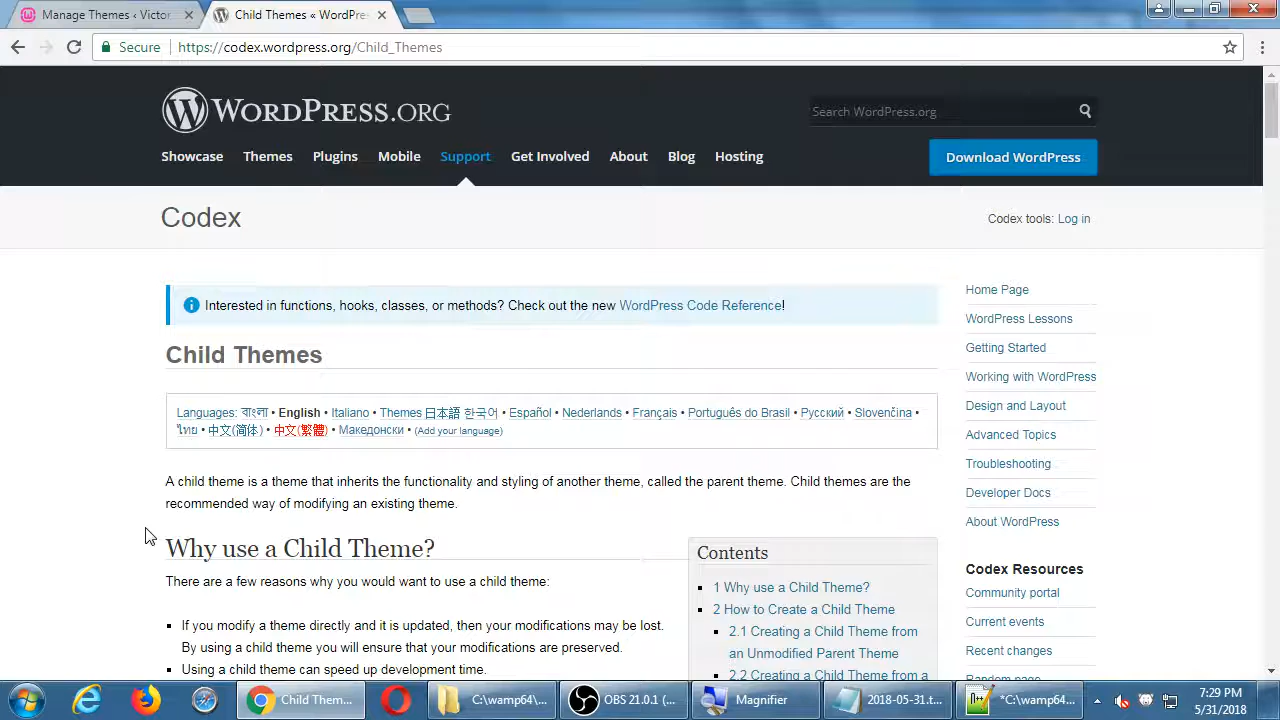 Manage Themes ‹ Victor
Child Themes « WordPre
Secure
https://codex.wordpress.org/Child_Themes
WORDPRESS.ORG
Search WordPress.org
Showcase Themes Plugins Mobile Support Get Involved About Blog Hosting
Download WordPress
Codex
Codex tools: Log in
Interested in functions, hooks, classes, or methods? Check out the new WordPress Code Reference!
Child Themes
Languages: বাংলা • English • Italiano • Themes 日本語 한국어 • Español • Nederlands • Français • Português do Brasil • Русский • Slovenčina •
ไทย • 中文(简体) • 中文(繁體) • Македонски • (Add your language)
A child theme is a theme that inherits the functionality and styling of another theme, called the parent theme. Child themes are the
recommended way of modifying an existing theme.
Why use a Child Theme?
There are a few reasons why you would want to use a child theme:
If you modify a theme directly and it is updated, then your modifications may be lost.
By using a child theme you will ensure that your modifications are preserved.
Using a child theme can speed up development time.
Contents
1 Why use a Child Theme?
2 How to Create a Child Theme
2.1 Creating a Child Theme from
an Unmodified Parent Theme
2.2 Creating a Child Theme from a
Home Page
WordPress Lessons
Getting Started
Working with WordPress
Design and Layout
Advanced Topics
Troubleshooting
Developer Docs
About WordPress
Codex Resources
Community portal
Current events
Recent changes
Random page
Child Them...
C:\wamp64\...
OBS 21.0.1 (...
Magnifier
2018-05-31.t...
*C:\wamp64...
7:29 PM
5/31/2018